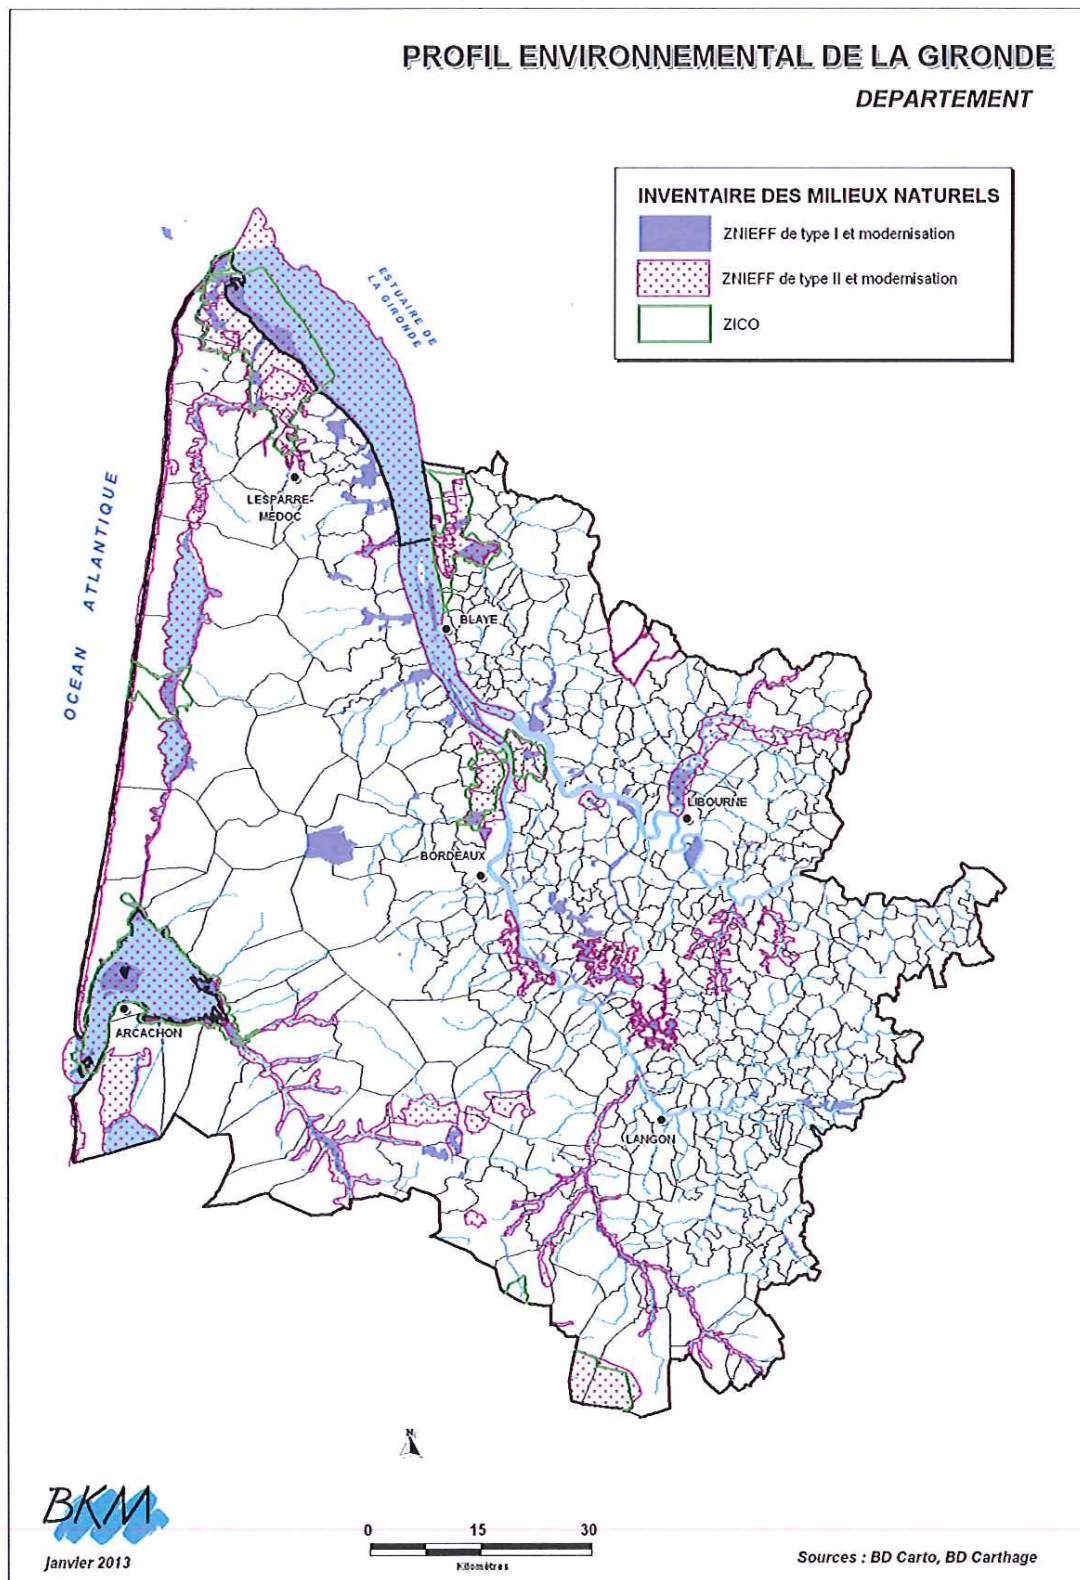 PROFIL ENVIRONNEMENTAL DE LA GIRONDE
DEPARTEMENT
INVENTAIRE DES MILIEUX NATURELS
ZNIEFF de type I et modernisation
ZNIEFF de type II et modernisation
ZICO
ESTUAIRE DE
LA GIRONDE
OCEAN ATLANTIQUE
LESPARRE-
MEDOC
BLAYE
LIBOURNE
BORDEAUX
ARCACHON
LANGON
N
BKM
Janvier 2013
0 15 30
Kilomètres
Sources : BD Carto, BD Carthage